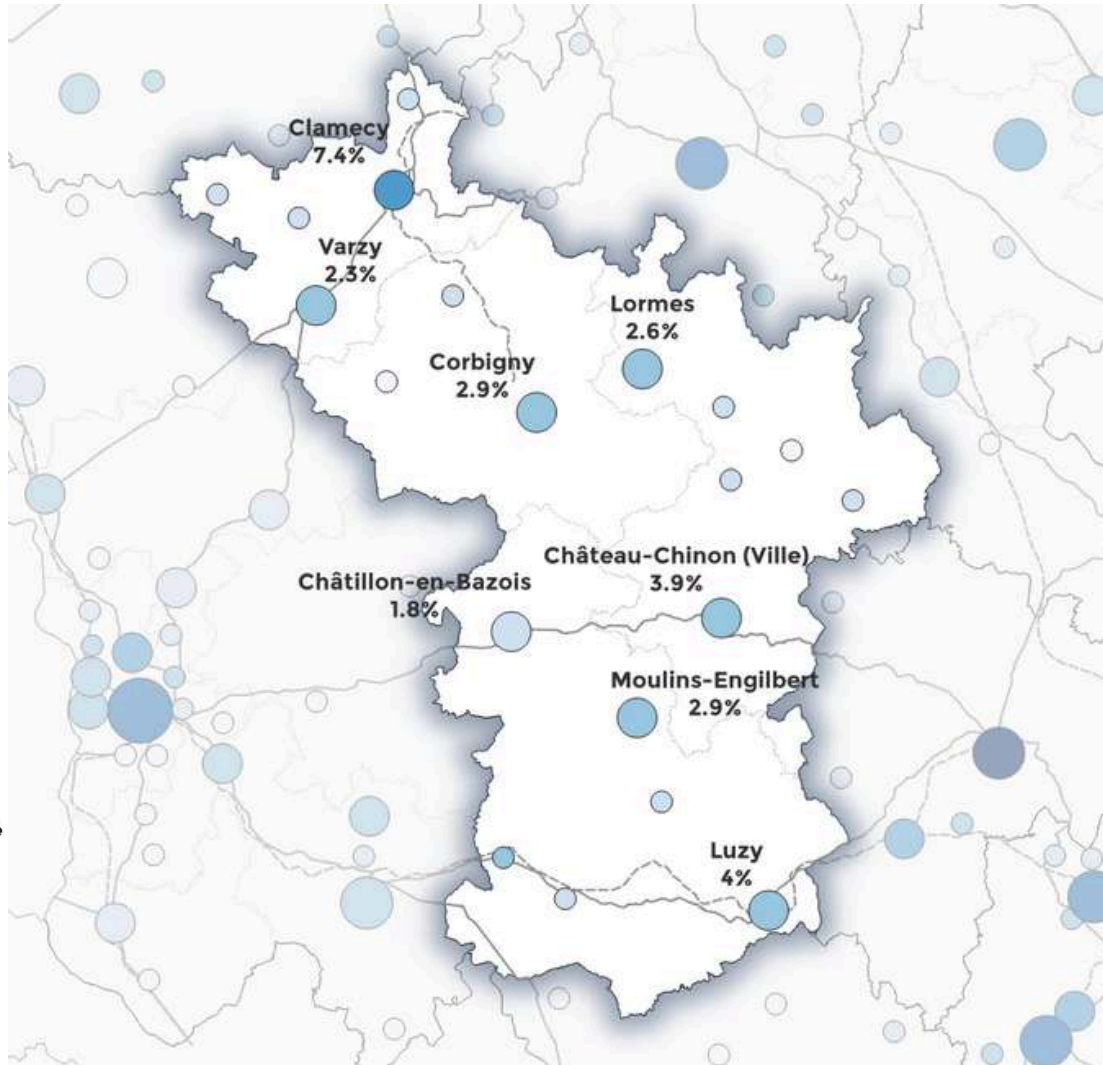 Clamecy
7.4%
Varzy
2.3%
Lormes
2.6%
Corbigny
2.9%
Château-Chinon (Ville)
3.9%
Châtillon-en-Bazois
1.8%
Moulins-Engilbert
2.9%
Luzy
4%